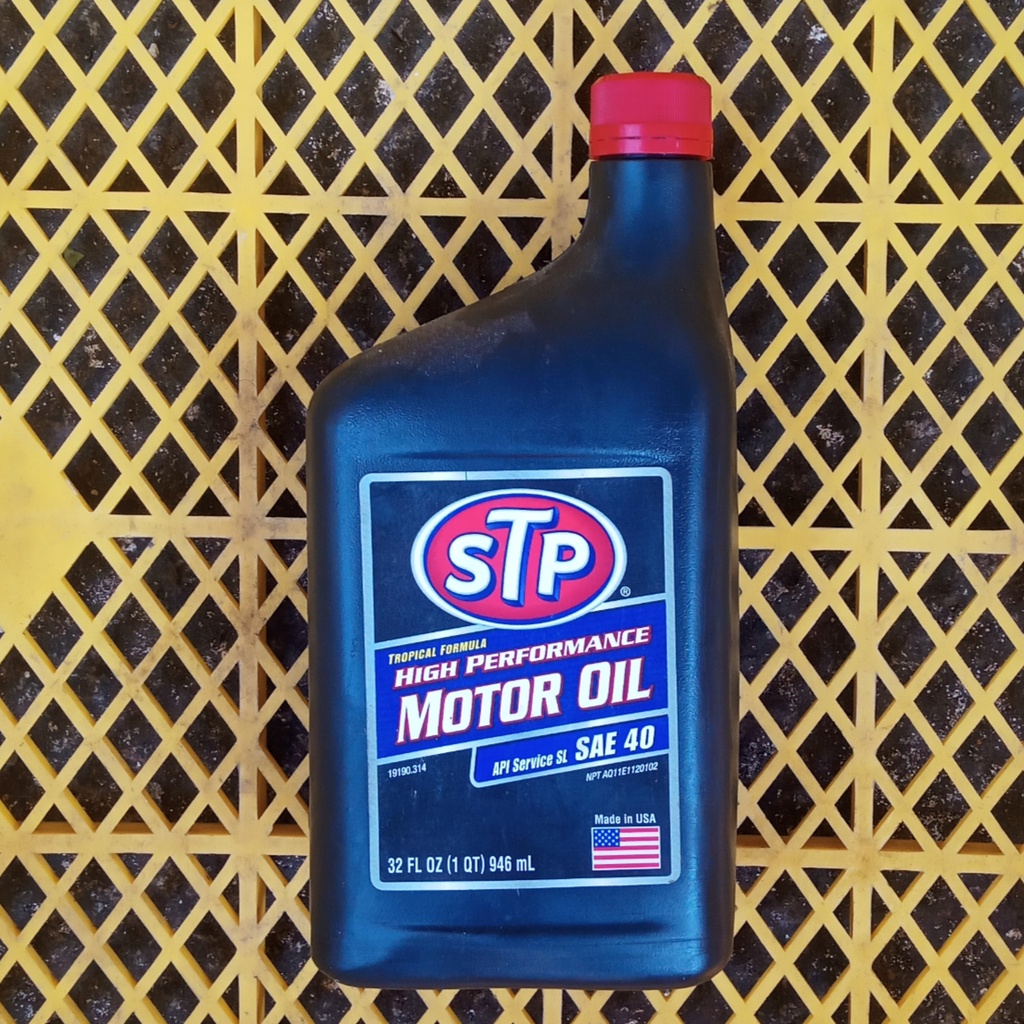 STP
®
TROPICAL FORMULA
HIGH PERFORMANCE
MOTOR OIL
API Service SL SAE 40
19190.314
NPT AQ11E1120102
Made in USA
32 FL OZ (1 QT) 946 mL